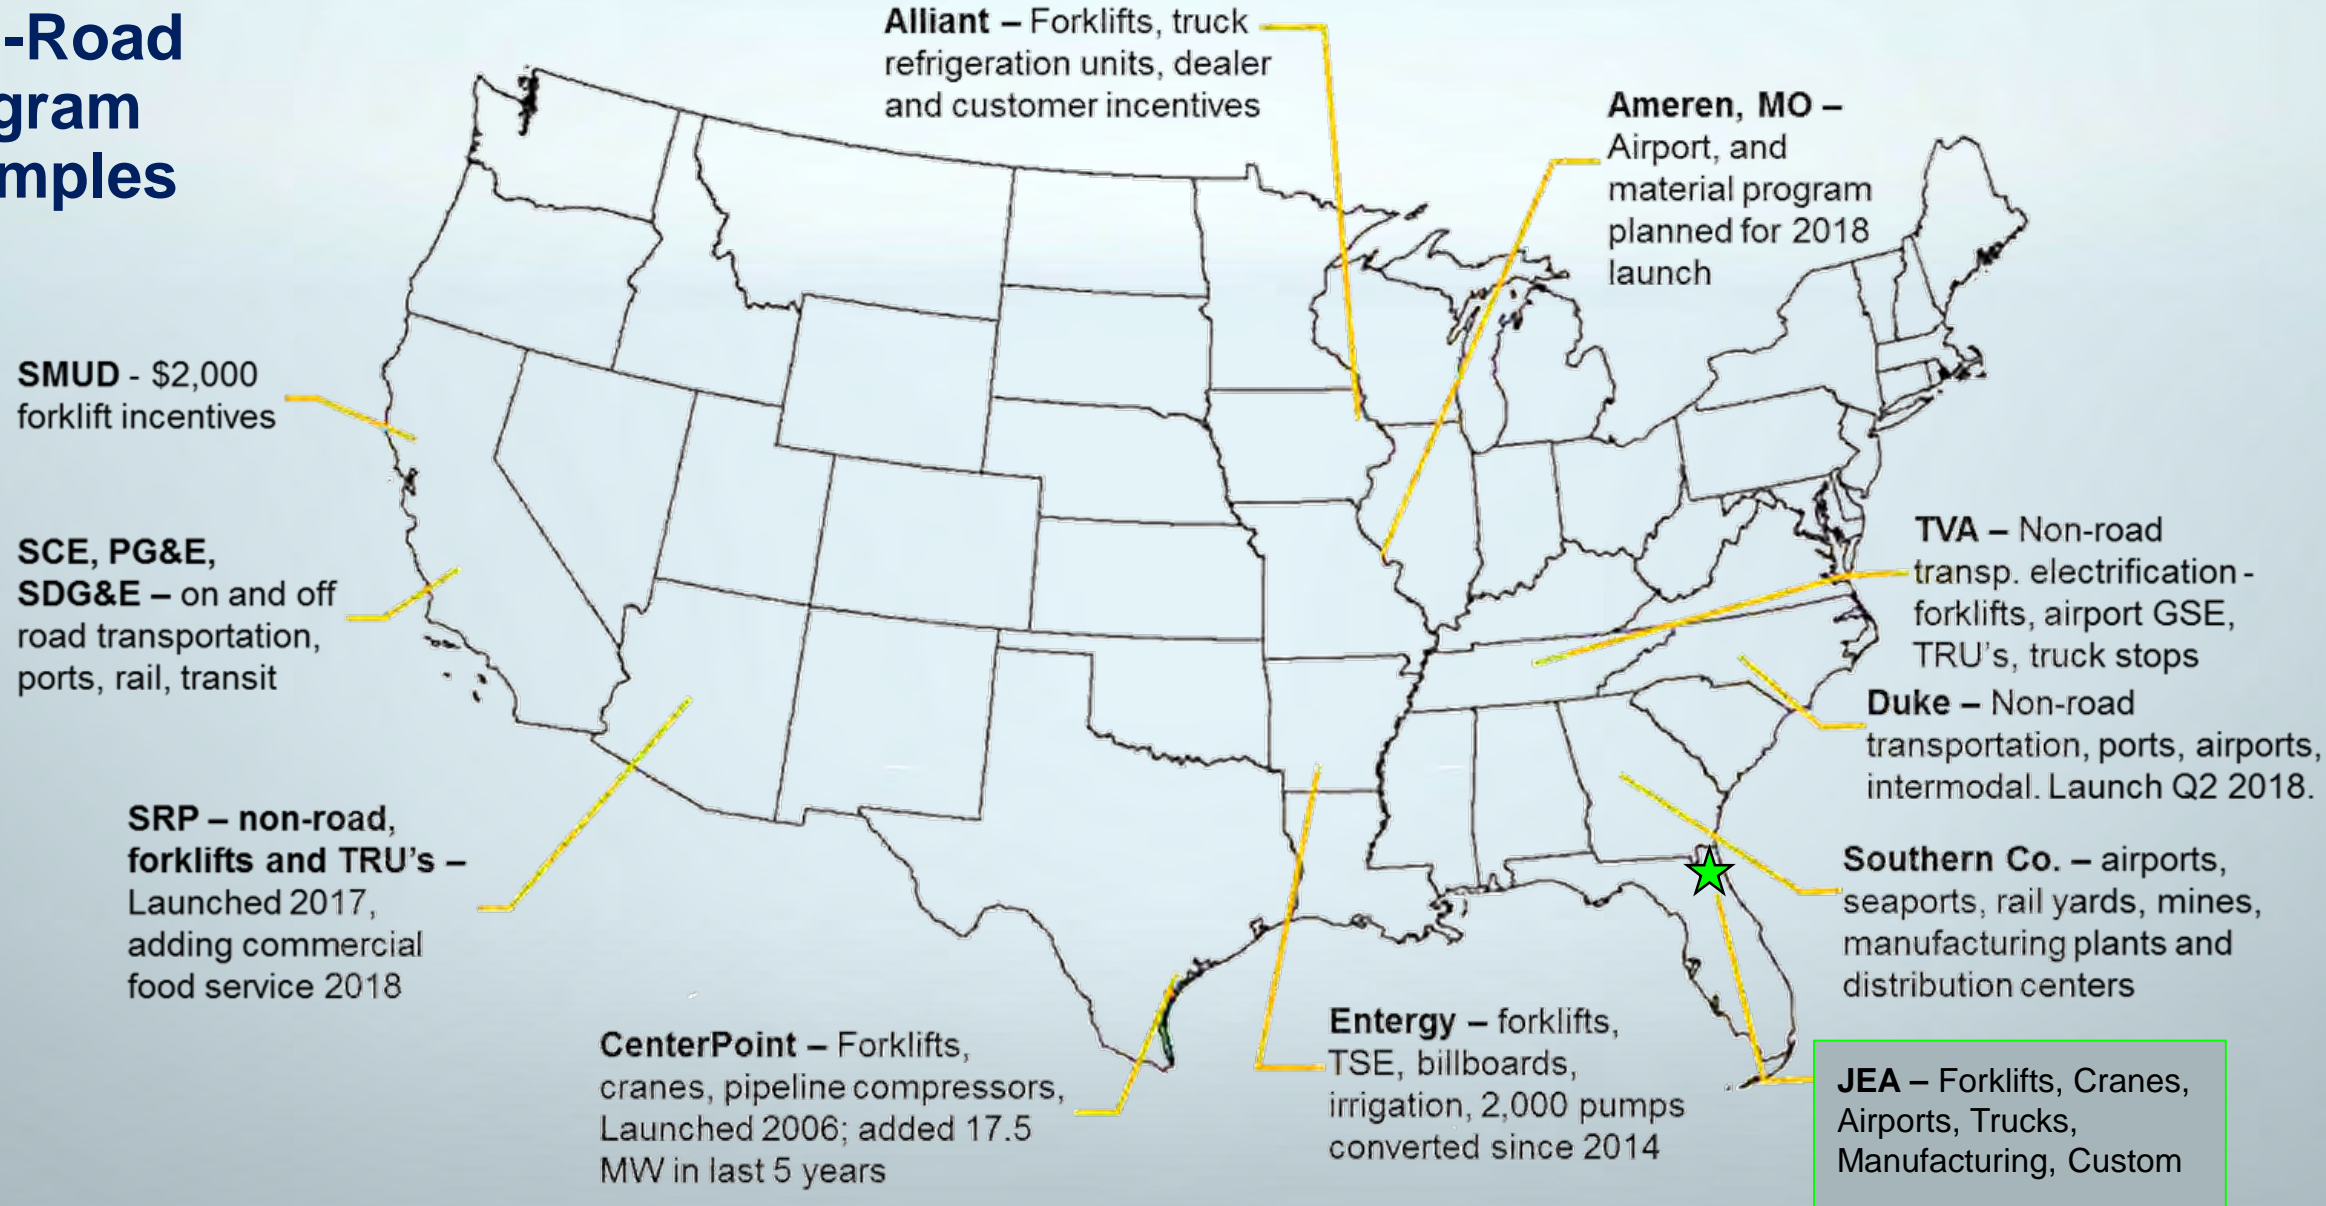 -Road
gram
mples
Alliant – Forklifts, truck
refrigeration units, dealer
and customer incentives
Ameren, MO –
Airport, and
material program
planned for 2018
launch
SMUD - $2,000
forklift incentives
SCE, PG&E,
SDG&E – on and off
road transportation,
ports, rail, transit
TVA – Non-road
transp. electrification -
forklifts, airport GSE,
TRU's, truck stops
Duke – Non-road
transportation, ports, airports,
intermodal. Launch Q2 2018.
SRP – non-road,
forklifts and TRU's –
Launched 2017,
adding commercial
food service 2018
Southern Co. – airports,
seaports, rail yards, mines,
manufacturing plants and
distribution centers
CenterPoint – Forklifts,
cranes, pipeline compressors,
Launched 2006; added 17.5
MW in last 5 years
Entergy – forklifts,
TSE, billboards,
irrigation, 2,000 pumps
converted since 2014
JEA – Forklifts, Cranes,
Airports, Trucks,
Manufacturing, Custom